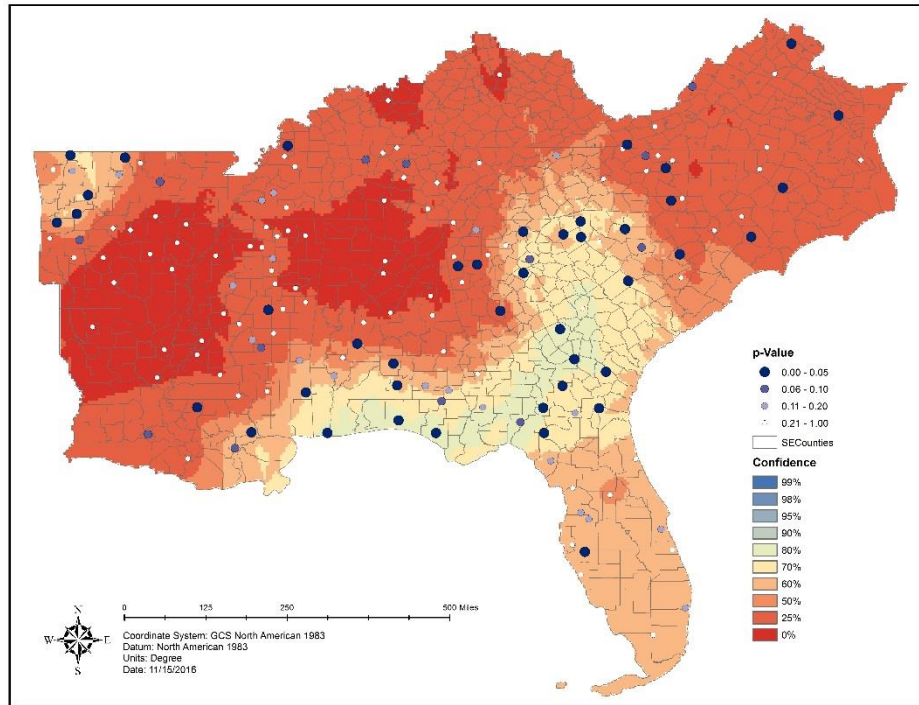 p-Value
0.00 - 0.05
0.06 - 0.10
0.11 - 0.20
0.21 - 1.00
SECounties
Confidence
99%
98%
95%
90%
80%
70%
60%
50%
25%
0%
0 125 250 500 Miles
N
W E
S
Coordinate System: GCS North American 1983
Datum: North American 1983
Units: Degree
Date: 11/15/2016